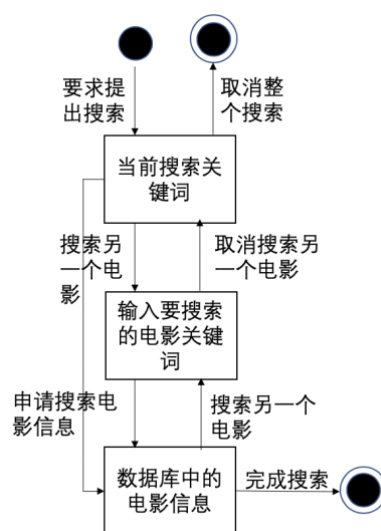 要求提
出搜索
取消整
个搜索
当前搜索关
键词
搜索另
一个电
影
取消搜索另
一个电影
输入要搜索
的电影关键
词
申请搜索电
影信息
搜索另一个
电影
数据库中的
电影信息
完成搜索